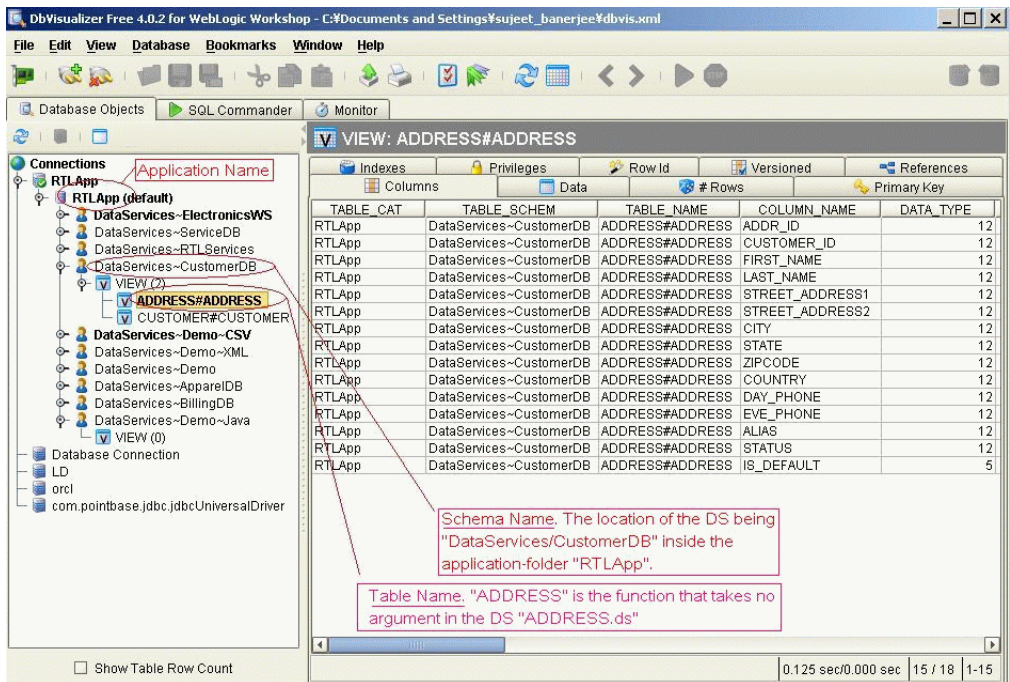 DbVisualizer Free 4.0.2 for WebLogic Workshop - C:¥Documents and Settings¥sujeet_banerjee¥dbvis.xml
File Edit View Database Bookmarks Window Help
STOP
Database Objects SQL Commander Monitor
VIEW: ADDRESS#ADDRESS
Connections
RTLApp
Application Name
RTLApp (default)
DataServices~ElectronicsWS
DataServices~ServiceDB
DataServices~RTLServices
DataServices~CustomerDB
VIEW (2)
ADDRESS#ADDRESS
CUSTOMER#CUSTOMER
DataServices~Demo~CSV
DataServices~Demo~XML
DataServices~Demo
DataServices~ApparelDB
DataServices~BillingDB
DataServices~Demo~Java
VIEW (0)
Database Connection
LD
orcl
com.pointbase.jdbc.jdbcUniversalDriver
Show Table Row Count
Indexes Privileges Row Id Versioned References
Columns Data # Rows Primary Key
TABLE_CAT TABLE_SCHEM TABLE_NAME COLUMN_NAME DATA_TYPE
RTLApp DataServices~CustomerDB ADDRESS#ADDRESS ADDR_ID 12
RTLApp DataServices~CustomerDB ADDRESS#ADDRESS CUSTOMER_ID 12
RTLApp DataServices~CustomerDB ADDRESS#ADDRESS FIRST_NAME 12
RTLApp DataServices~CustomerDB ADDRESS#ADDRESS LAST_NAME 12
RTLApp DataServices~CustomerDB ADDRESS#ADDRESS STREET_ADDRESS1 12
RTLApp DataServices~CustomerDB ADDRESS#ADDRESS STREET_ADDRESS2 12
RTLApp DataServices~CustomerDB ADDRESS#ADDRESS CITY 12
RTLApp DataServices~CustomerDB ADDRESS#ADDRESS STATE 12
RTLApp DataServices~CustomerDB ADDRESS#ADDRESS ZIPCODE 12
RTLApp DataServices~CustomerDB ADDRESS#ADDRESS COUNTRY 12
RTLApp DataServices~CustomerDB ADDRESS#ADDRESS DAY_PHONE 12
RTLApp DataServices~CustomerDB ADDRESS#ADDRESS EVE_PHONE 12
RTLApp DataServices~CustomerDB ADDRESS#ADDRESS ALIAS 12
RTLApp DataServices~CustomerDB ADDRESS#ADDRESS STATUS 12
RTLApp DataServices~CustomerDB ADDRESS#ADDRESS IS_DEFAULT 5
Schema Name. The location of the DS being
"DataServices/CustomerDB" inside the
application-folder "RTLApp".
Table Name. "ADDRESS" is the function that takes no
argument in the DS "ADDRESS.ds"
0.125 sec/0.000 sec 15 / 18 1-15